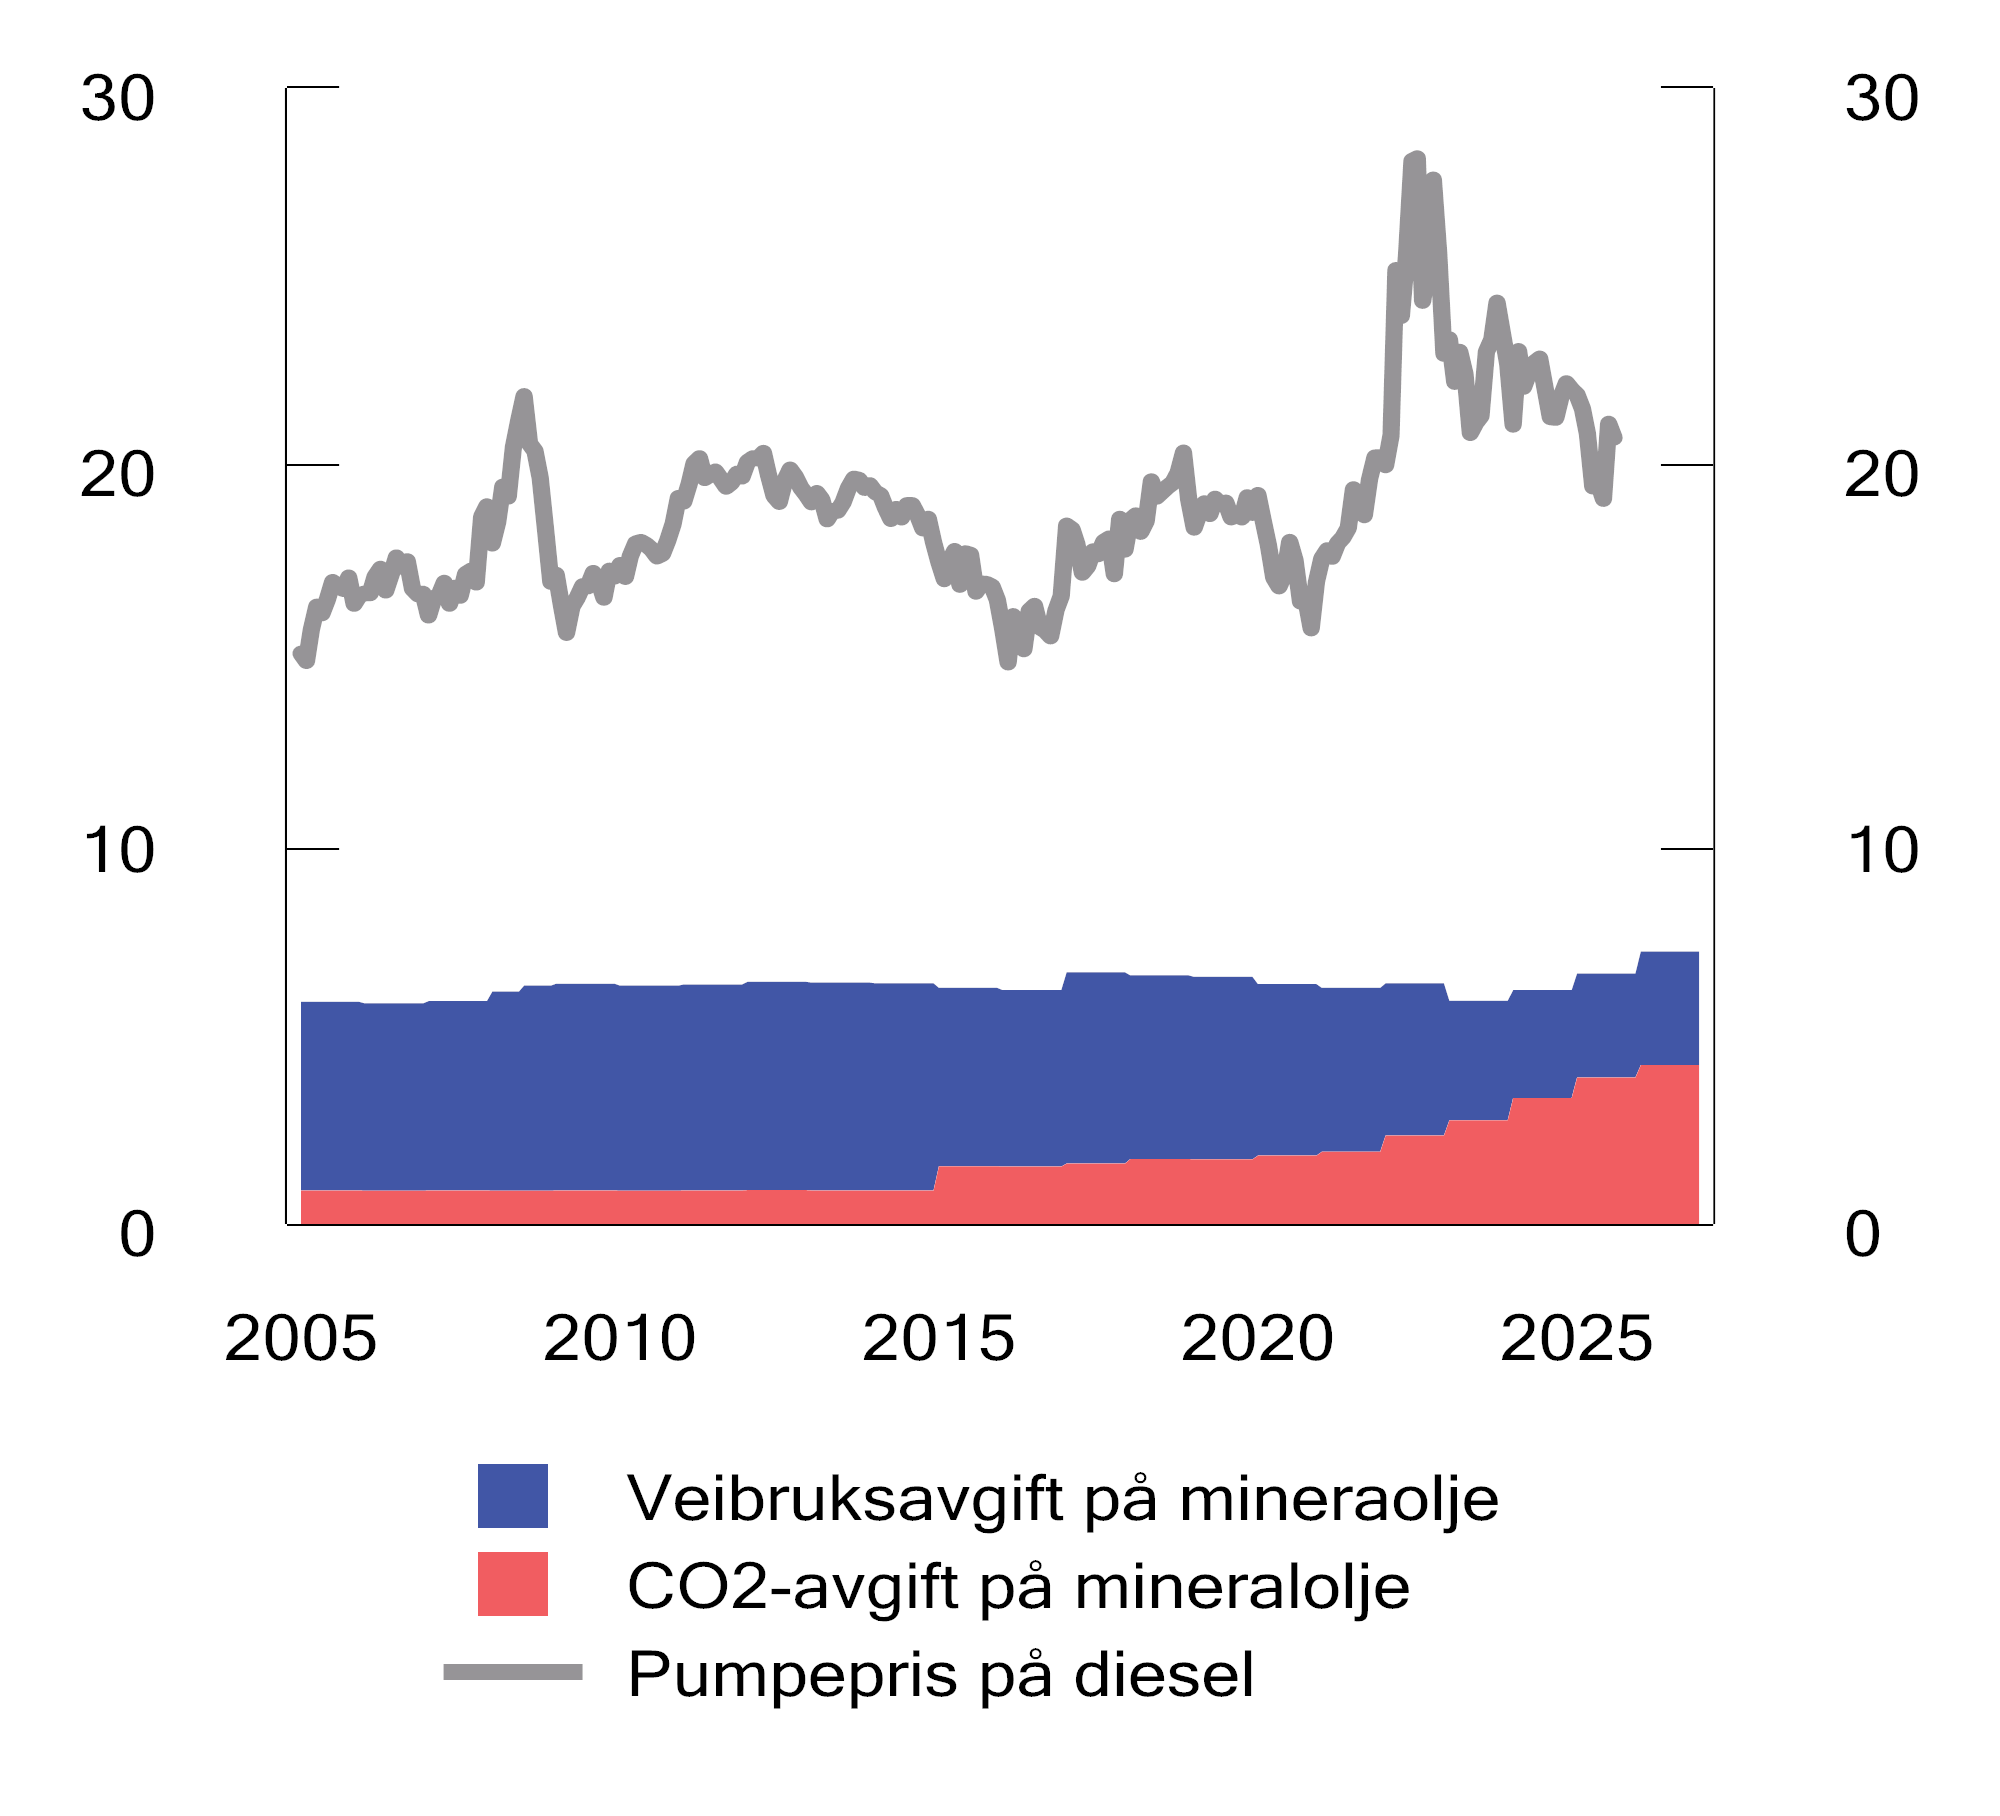 30 30
20 20
10 10
0 0
2005 2010 2015 2020 2025
Veibruksavgift på mineraolje
CO2-avgift på mineralolje
Pumpepris på diesel